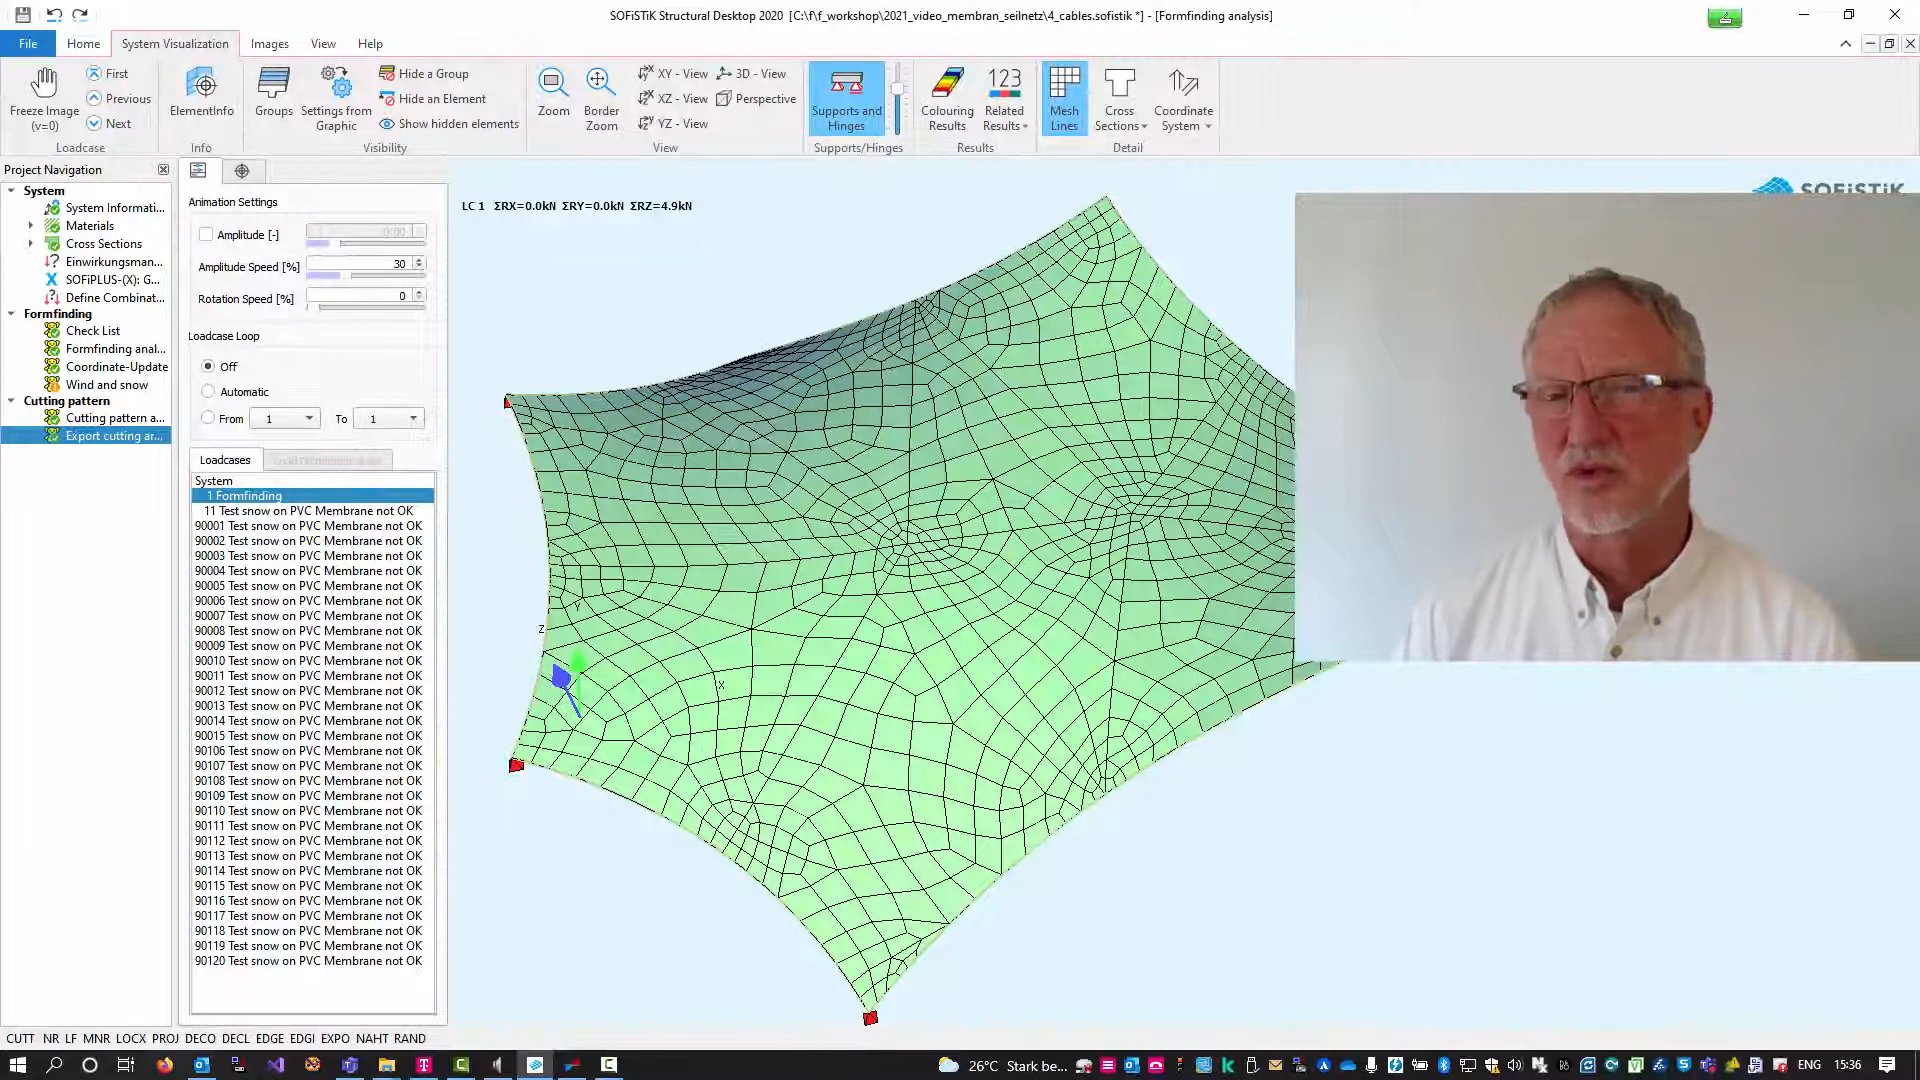 SOFiSTiK Structural Desktop 2020 [C:\f\f_workshop\2021_video_membran_seilnetz\4_cables.sofistik *] - [Formfinding analysis]
File Home System Visualization Images View Help
Freeze Image (v=0)
First
Previous
Next
Loadcase
ElementInfo
Info
Groups
Settings from Graphic
Hide a Group
Hide an Element
Show hidden elements
Visibility
Zoom
Border Zoom
XY - View
XZ - View
YZ - View
3D - View
Perspective
View
Supports and Hinges
Supports/Hinges
Colouring Results
Related Results
Results
Mesh Lines
Cross Sections
Coordinate System
Detail
Project Navigation
System
System Informati...
Materials
Cross Sections
Einwirkungsman...
SOFiPLUS-(X): G...
Define Combinat...
Formfinding
Check List
Formfinding anal...
Coordinate-Update
Wind and snow
Cutting pattern
Cutting pattern a...
Export cutting ar...
Animation Settings
Amplitude [-] 0.00
Amplitude Speed [%] 30
Rotation Speed [%] 0
Loadcase Loop
Off
Automatic
From 1 To 1
Loadcases
System
1 Formfinding
11 Test snow on PVC Membrane not OK
90001 Test snow on PVC Membrane not OK
90002 Test snow on PVC Membrane not OK
90003 Test snow on PVC Membrane not OK
90004 Test snow on PVC Membrane not OK
90005 Test snow on PVC Membrane not OK
90006 Test snow on PVC Membrane not OK
90007 Test snow on PVC Membrane not OK
90008 Test snow on PVC Membrane not OK
90009 Test snow on PVC Membrane not OK
90010 Test snow on PVC Membrane not OK
90011 Test snow on PVC Membrane not OK
90012 Test snow on PVC Membrane not OK
90013 Test snow on PVC Membrane not OK
90014 Test snow on PVC Membrane not OK
90015 Test snow on PVC Membrane not OK
90106 Test snow on PVC Membrane not OK
90107 Test snow on PVC Membrane not OK
90108 Test snow on PVC Membrane not OK
90109 Test snow on PVC Membrane not OK
90110 Test snow on PVC Membrane not OK
90111 Test snow on PVC Membrane not OK
90112 Test snow on PVC Membrane not OK
90113 Test snow on PVC Membrane not OK
90114 Test snow on PVC Membrane not OK
90115 Test snow on PVC Membrane not OK
90116 Test snow on PVC Membrane not OK
90117 Test snow on PVC Membrane not OK
90118 Test snow on PVC Membrane not OK
90119 Test snow on PVC Membrane not OK
90120 Test snow on PVC Membrane not OK
LC 1 ΣRX=0.0kN ΣRY=0.0kN ΣRZ=4.9kN
SOFiSTiK
Y
Z
X
CUTT NR LF MNR LOCX PROJ DECO DECL EDGE EDGI EXPO NAHT RAND
26°C Stark be...
ENG 15:36